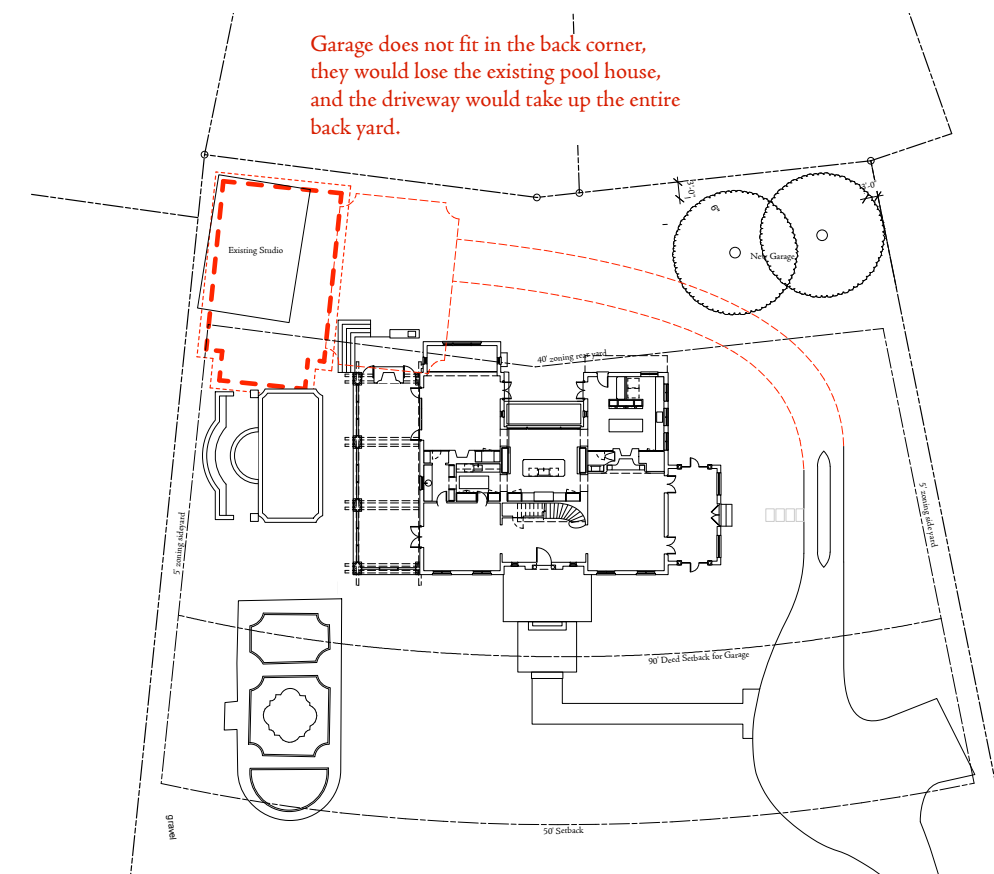 Garage does not fit in the back corner,
they would lose the existing pool house,
and the driveway would take up the entire
back yard.
Existing Studio
New Garage
40' zoning rear yard
5' zoning sideyard
5' zoning sideyard
90' Deed Setback for Garage
50' Setback
gravel